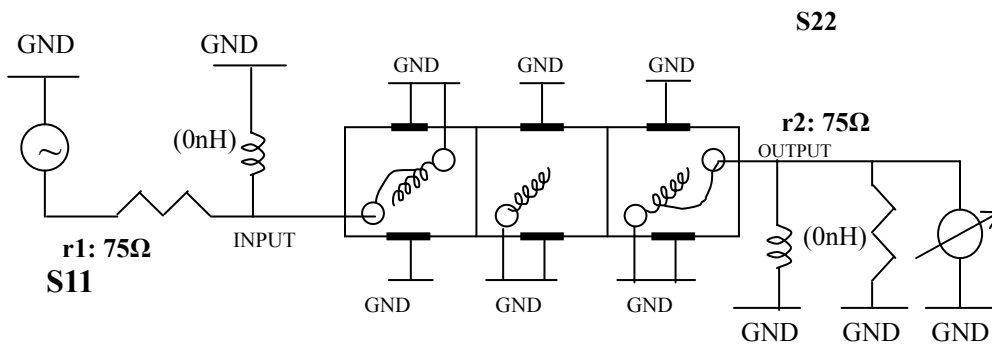 S22
GND
GND
GND
GND
GND
(0nH)
r2: 75Ω
OUTPUT
~
INPUT
(0nH)
r1: 75Ω
S11
GND
GND
GND
GND
GND
GND